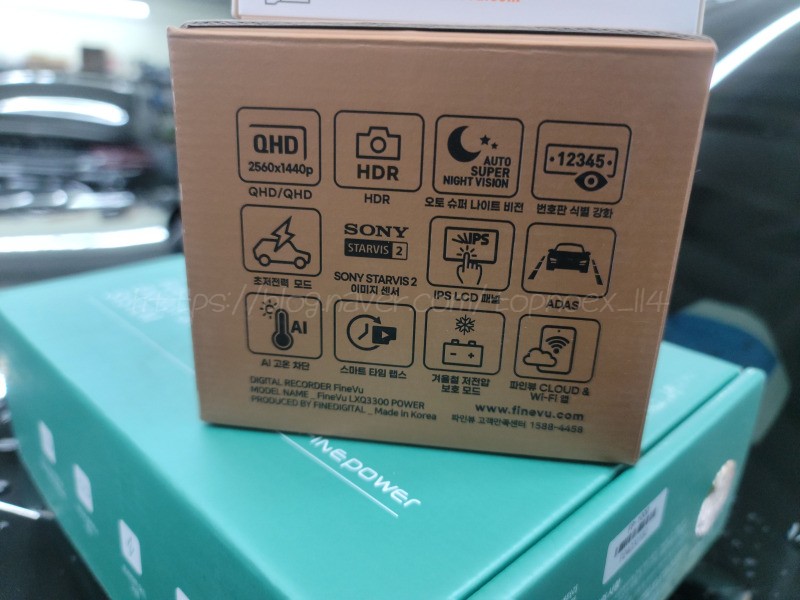 .com
QHD
2560x1440p
QHD/QHD
HDR
HDR
AUTO
SUPER
NIGHT VISION
오토 슈퍼 나이트 비전
12345
번호판 식별 강화
초저전력 모드
SONY
STARVIS 2
SONY STARVIS 2
이미지 센서
IPS
IPS LCD 패널
ADAS
°C
AI
AI 고온 차단
스마트 타임 랩스
겨울철 저전압
보호 모드
파인뷰 CLOUD &
Wi-Fi 앱
DIGITAL RECORDER FineVu
MODEL NAME _ FineVu LXQ3300 POWER
PRODUCED BY FINEDIGITAL _ Made in Korea
www.finevu.com
파인뷰 고객만족센터 1588-4458
FINEPOWER